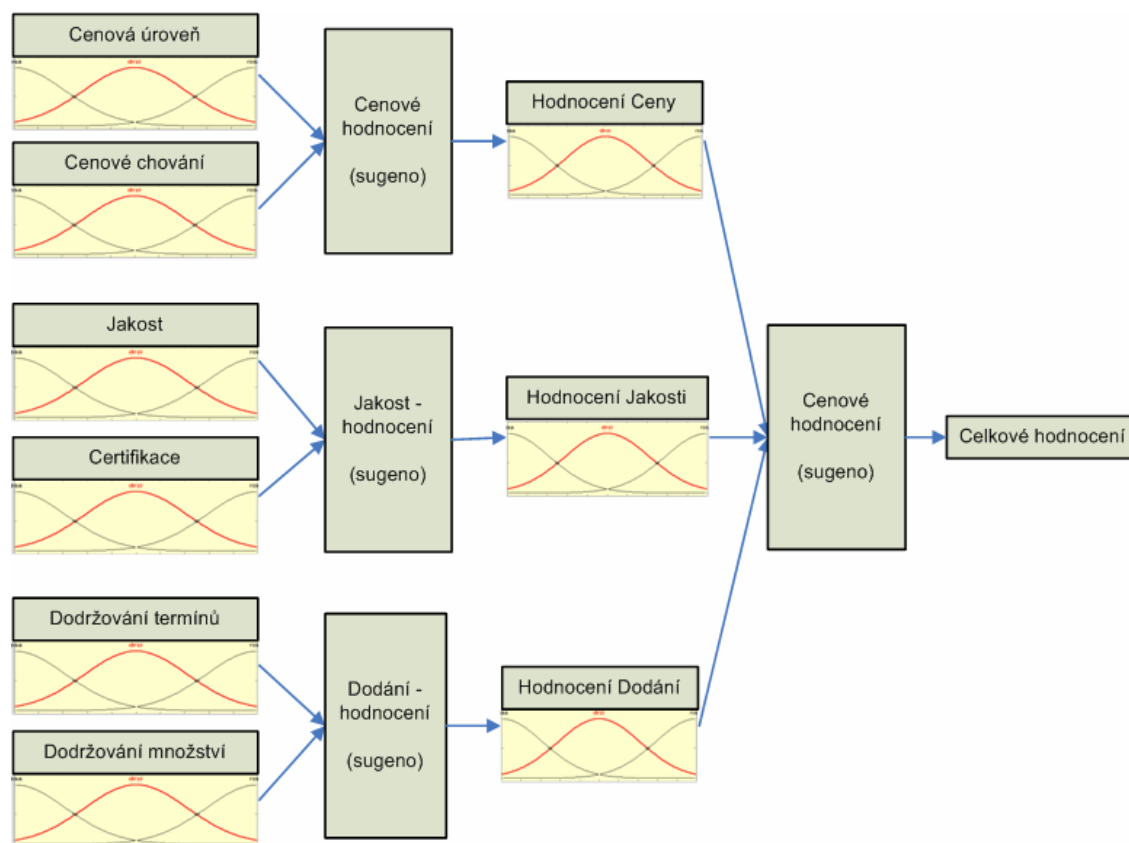 Cenová úroveň
Cenové chování
Cenové
hodnocení
(sugeno)
Hodnocení Ceny
Jakost
Certifikace
Jakost -
hodnocení
(sugeno)
Hodnocení Jakosti
Cenové
hodnocení
(sugeno)
Celkové hodnocení
Dodržování termínů
Dodržování množství
Dodání -
hodnocení
(sugeno)
Hodnocení Dodání